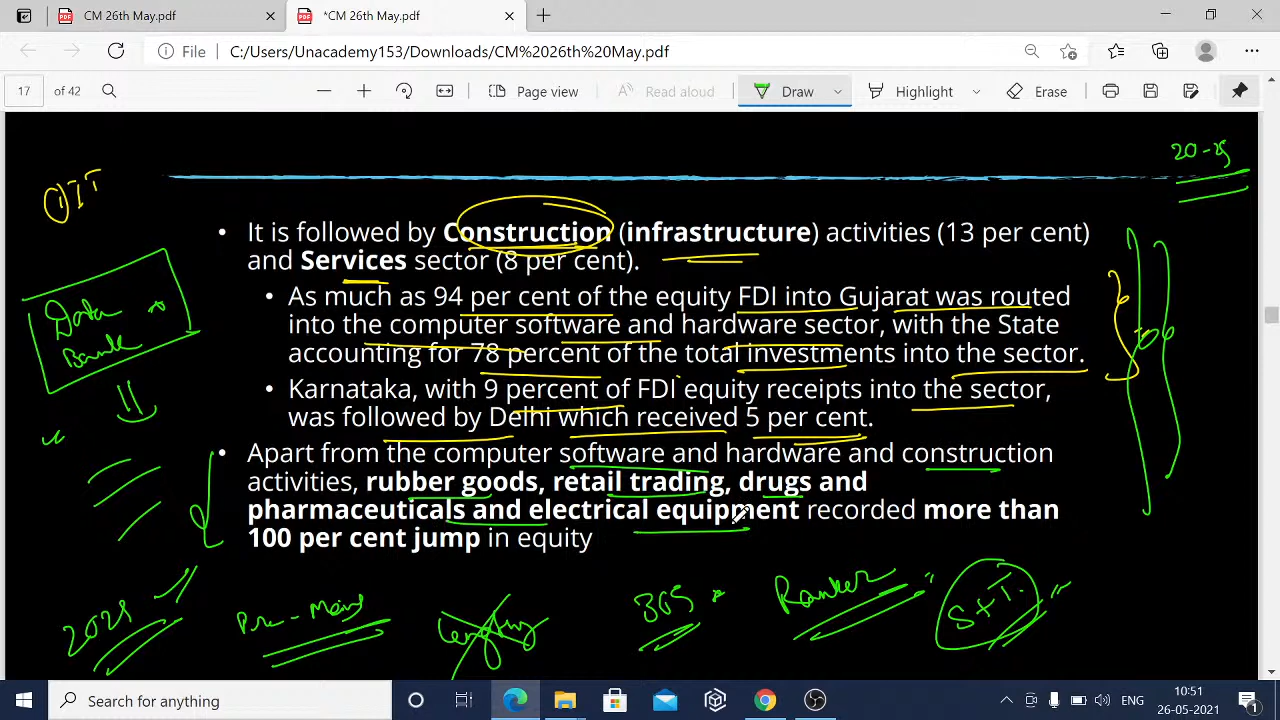 CM 26th May.pdf
*CM 26th May.pdf
File
C:/Users/Unacademy153/Downloads/CM%2026th%20May.pdf
17 of 42
Page view
Read aloud
Draw
Highlight
Erase
20-25
It is followed by Construction (infrastructure) activities (13 per cent)
and Services sector (8 per cent).
As much as 94 per cent of the equity FDI into Gujarat was routed
into the computer software and hardware sector, with the State
accounting for 78 percent of the total investments into the sector.
Karnataka, with 9 percent of FDI equity receipts into the sector,
was followed by Delhi which received 5 per cent.
Apart from the computer software and hardware and construction
activities, rubber goods, retail trading, drugs and
pharmaceuticals and electrical equipment recorded more than
100 per cent jump in equity
Data
Bank
Pre-Mains
365
Ranker
S+T.
Search for anything
ENG
10:51
26-05-2021